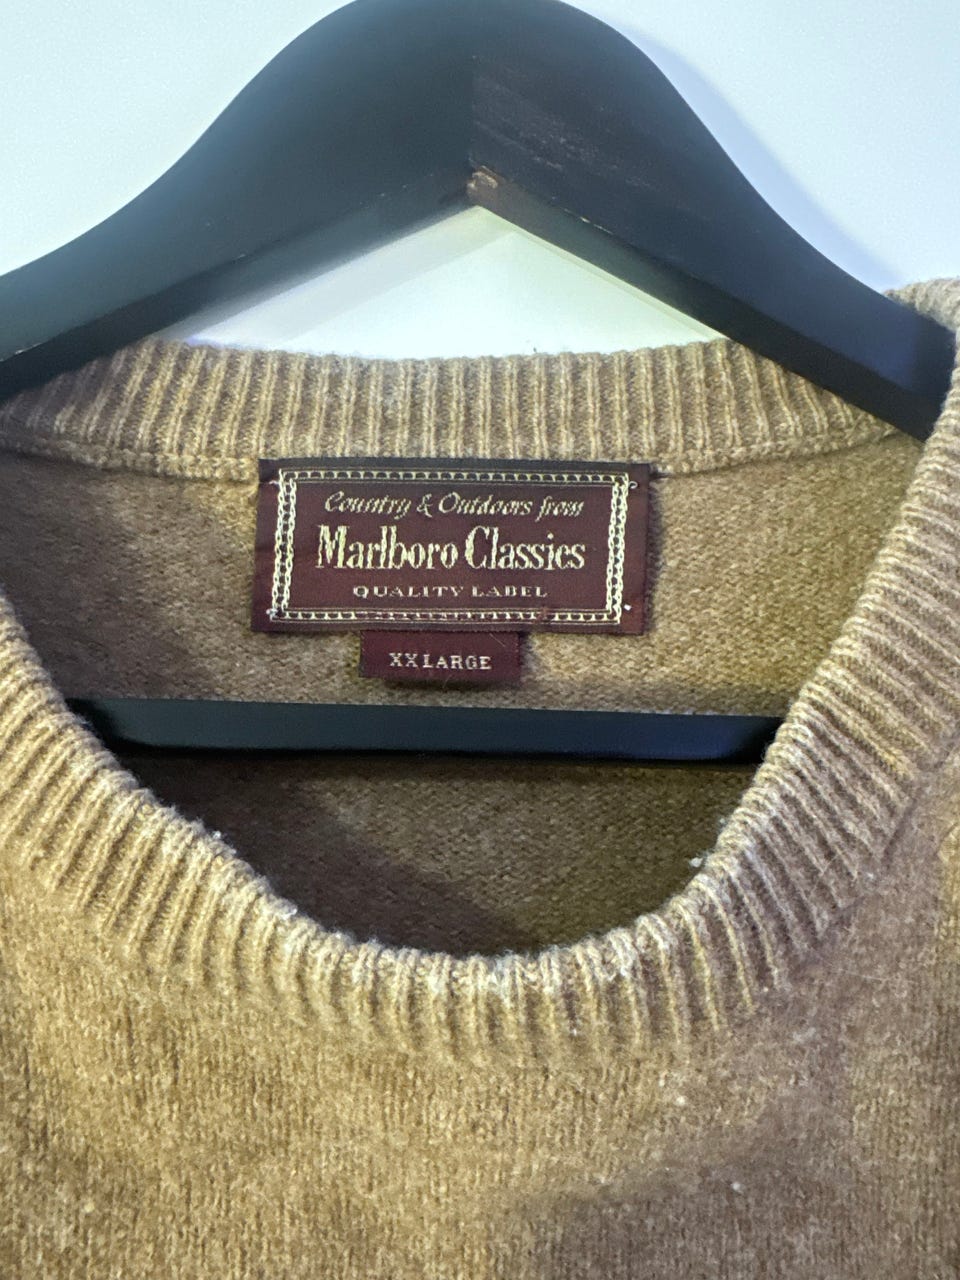 Country & Outdoors from
Marlboro Classics
QUALITY LABEL
XXLARGE